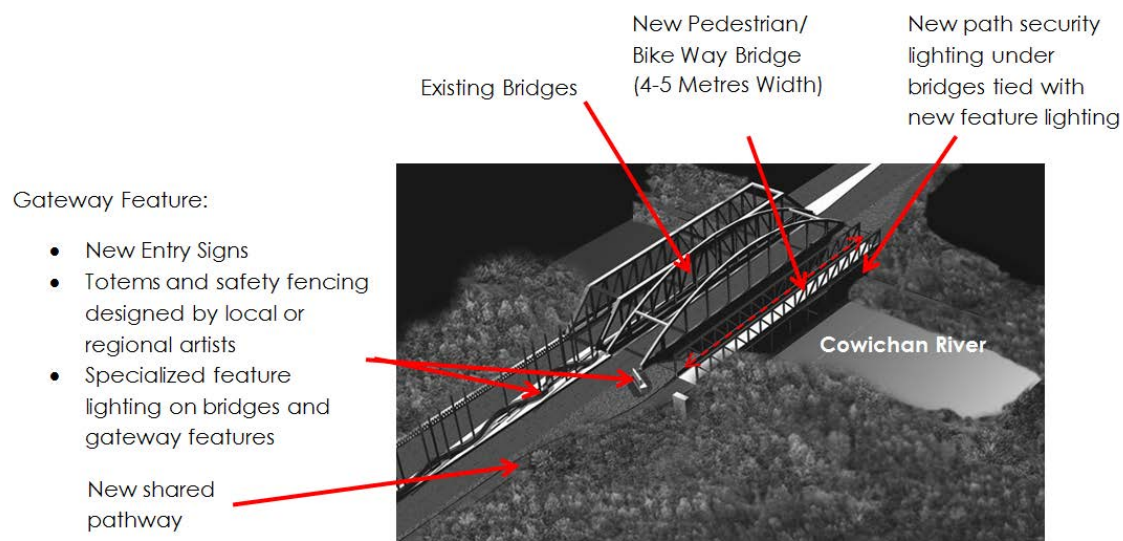 New Pedestrian/
Bike Way Bridge
(4-5 Metres Width)
New path security
lighting under
bridges tied with
new feature lighting
Existing Bridges
Gateway Feature:
• New Entry Signs
• Totems and safety fencing
designed by local or
regional artists
• Specialized feature
lighting on bridges and
gateway features
New shared
pathway
Cowichan River